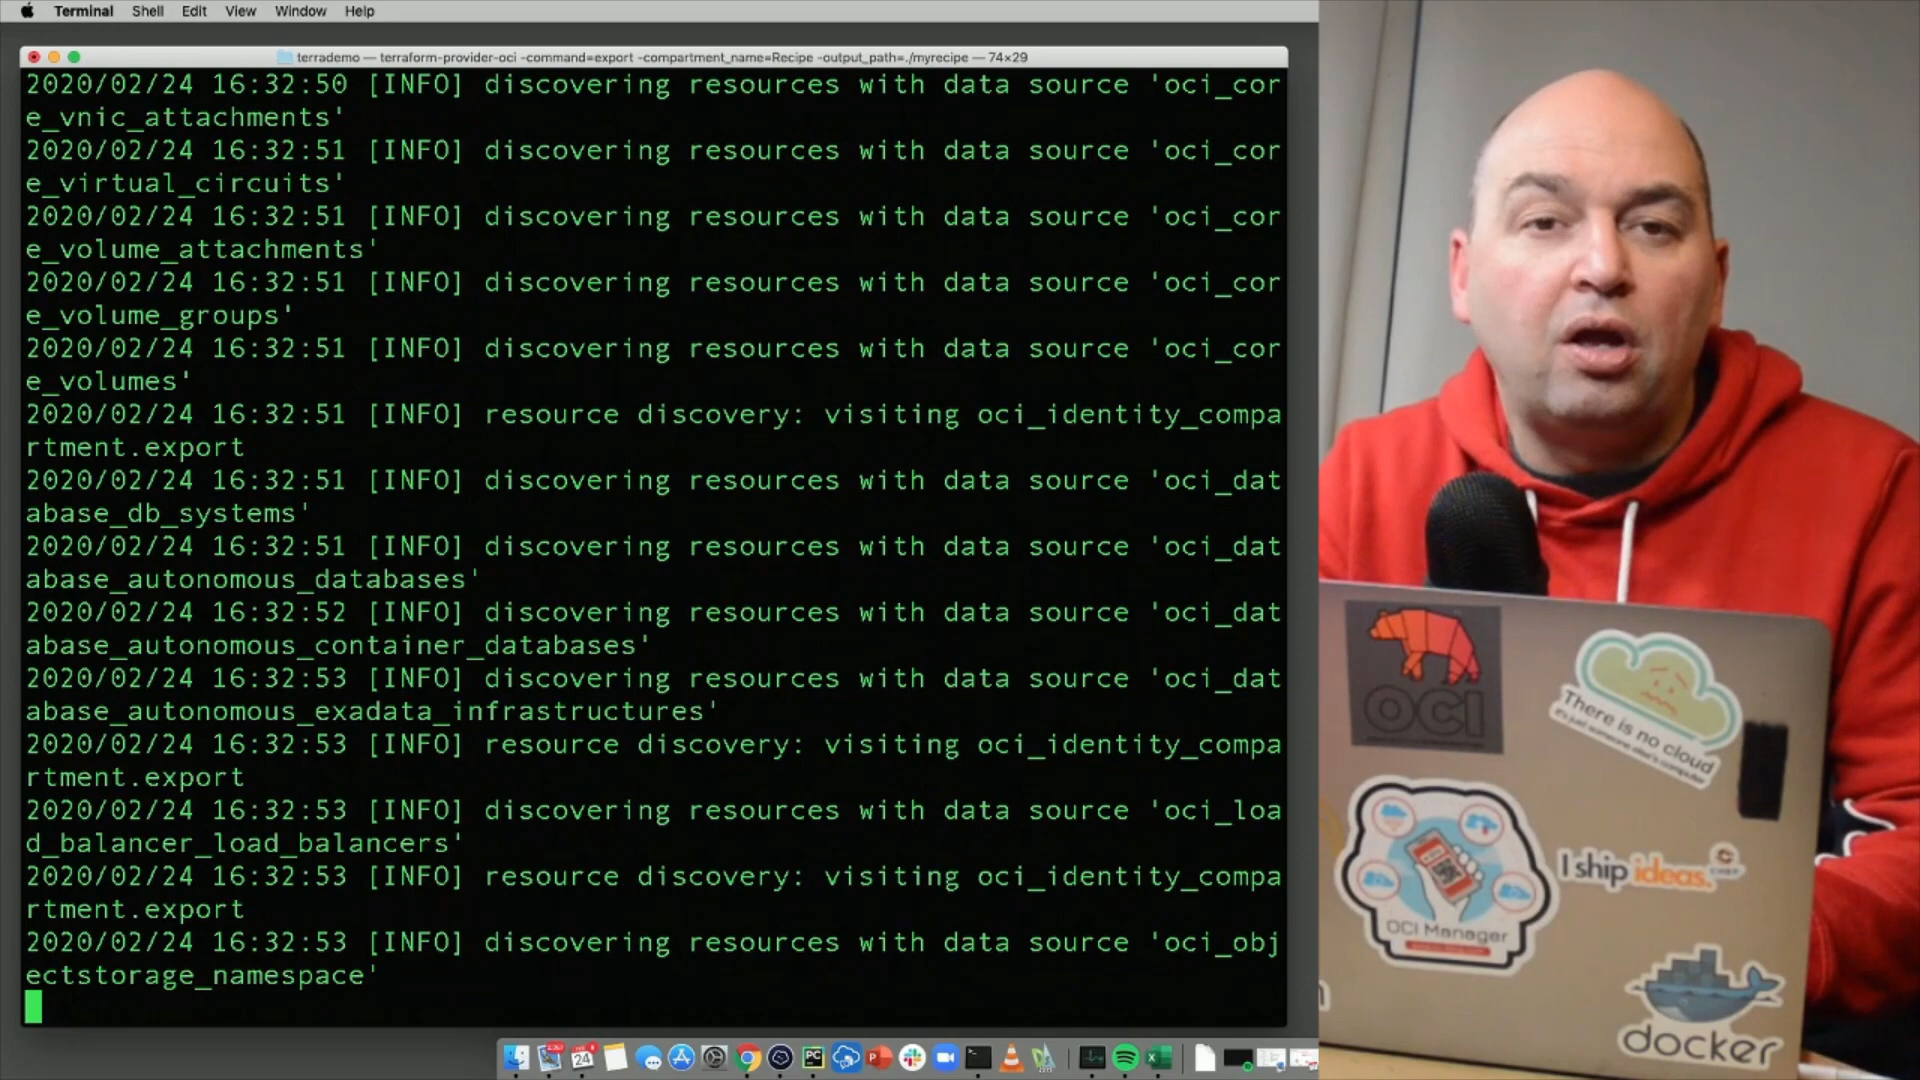 Terminal Shell Edit View Window Help
terrademo — terraform-provider-oci -command=export -compartment_name=Recipe -output_path=./myrecipe — 74×29
2020/02/24 16:32:50 [INFO] discovering resources with data source 'oci_cor
e_vnic_attachments'
2020/02/24 16:32:51 [INFO] discovering resources with data source 'oci_cor
e_virtual_circuits'
2020/02/24 16:32:51 [INFO] discovering resources with data source 'oci_cor
e_volume_attachments'
2020/02/24 16:32:51 [INFO] discovering resources with data source 'oci_cor
e_volume_groups'
2020/02/24 16:32:51 [INFO] discovering resources with data source 'oci_cor
e_volumes'
2020/02/24 16:32:51 [INFO] resource discovery: visiting oci_identity_compa
rtment.export
2020/02/24 16:32:51 [INFO] discovering resources with data source 'oci_dat
abase_db_systems'
2020/02/24 16:32:51 [INFO] discovering resources with data source 'oci_dat
abase_autonomous_databases'
2020/02/24 16:32:52 [INFO] discovering resources with data source 'oci_dat
abase_autonomous_container_databases'
2020/02/24 16:32:53 [INFO] discovering resources with data source 'oci_dat
abase_autonomous_exadata_infrastructures'
2020/02/24 16:32:53 [INFO] resource discovery: visiting oci_identity_compa
rtment.export
2020/02/24 16:32:53 [INFO] discovering resources with data source 'oci_loa
d_balancer_load_balancers'
2020/02/24 16:32:53 [INFO] resource discovery: visiting oci_identity_compa
rtment.export
2020/02/24 16:32:53 [INFO] discovering resources with data source 'oci_obj
ectstorage_namespace'
24
PC
OCI
There is no cloud
it's just someone else's computer
I ship ideas.
CHEF
OCI Manager
docker